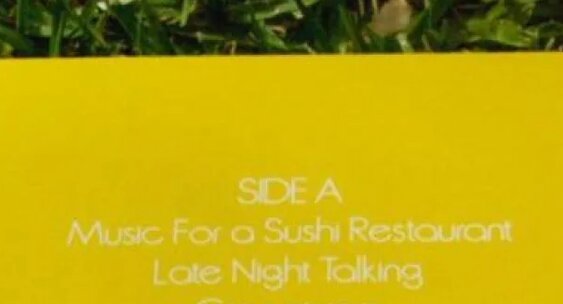 SIDE A
Music For a Sushi Restaurant
Late Night Talking